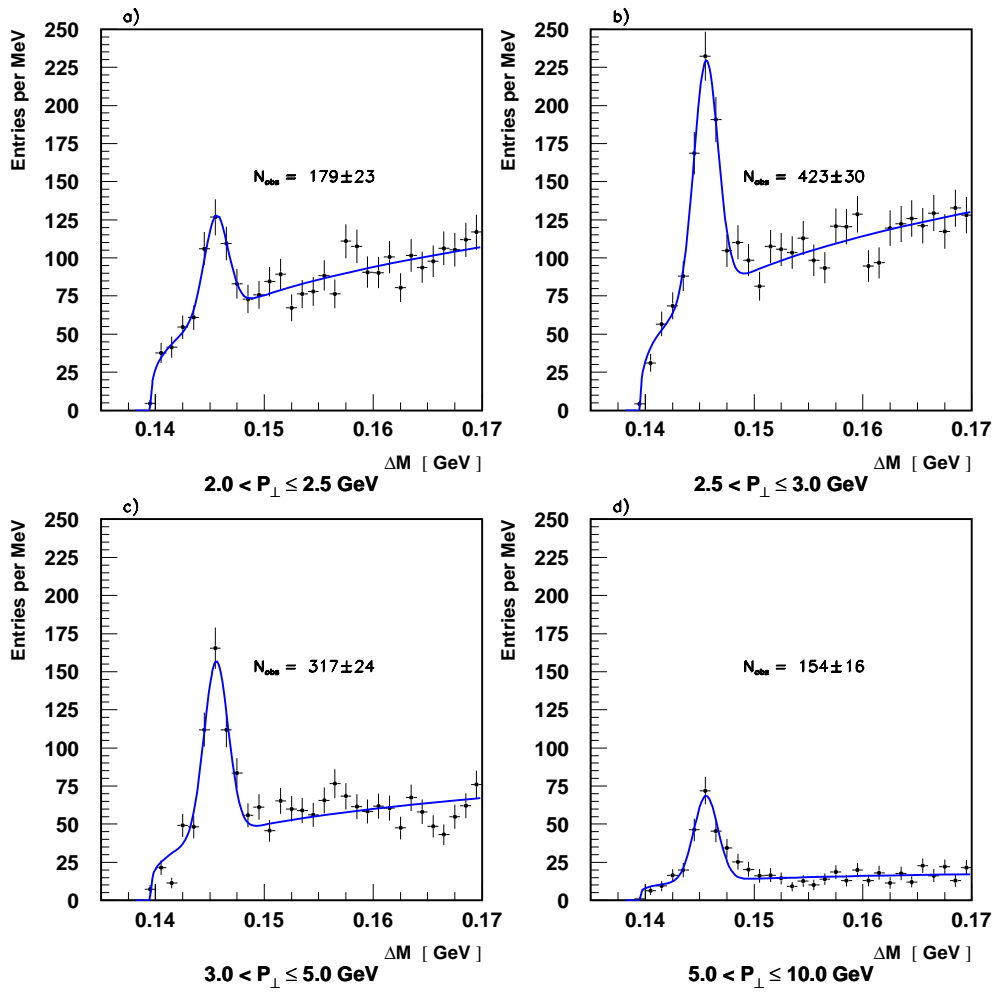 a)
Entries per MeV
250
225
200
175
150
125
100
75
50
25
0
N_obs = 179±23
0.14 0.15 0.16 0.17
ΔM [ GeV ]
2.0 < P⊥ ≤ 2.5 GeV
b)
Entries per MeV
250
225
200
175
150
125
100
75
50
25
0
N_obs = 423±30
0.14 0.15 0.16 0.17
ΔM [ GeV ]
2.5 < P⊥ ≤ 3.0 GeV
c)
Entries per MeV
250
225
200
175
150
125
100
75
50
25
0
N_obs = 317±24
0.14 0.15 0.16 0.17
ΔM [ GeV ]
3.0 < P⊥ ≤ 5.0 GeV
d)
Entries per MeV
250
225
200
175
150
125
100
75
50
25
0
N_obs = 154±16
0.14 0.15 0.16 0.17
ΔM [ GeV ]
5.0 < P⊥ ≤ 10.0 GeV